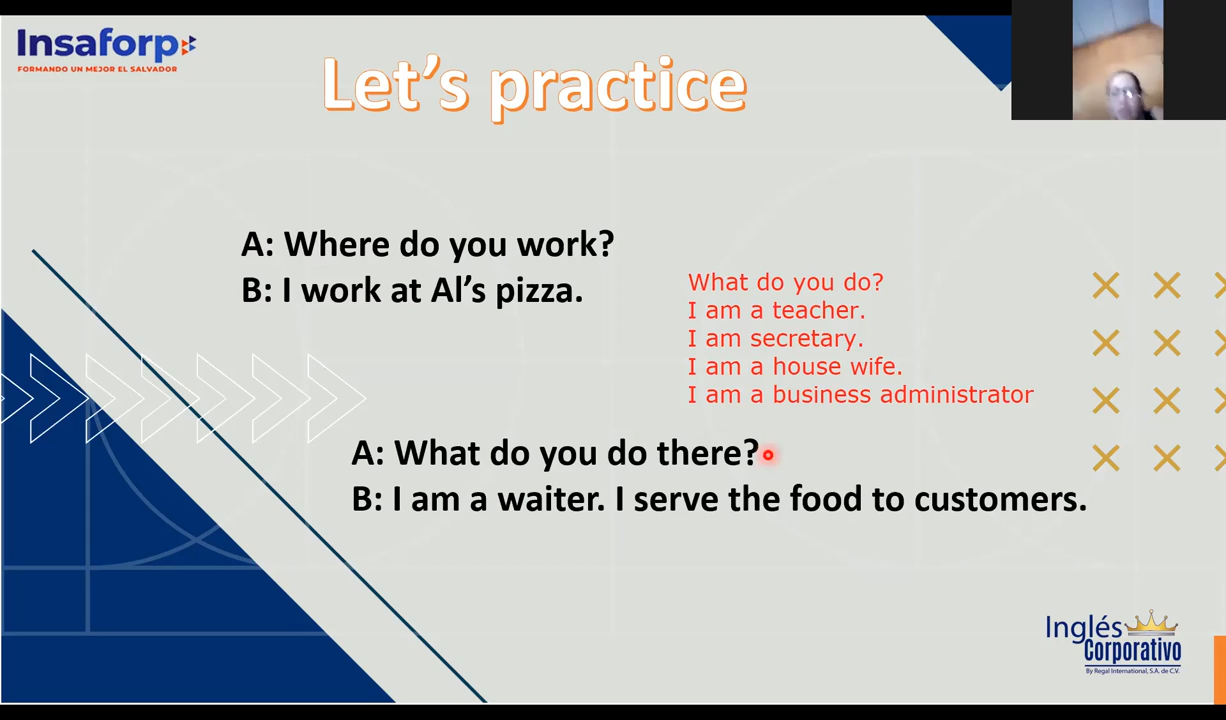 Insaforp
FORMANDO UN MEJOR EL SALVADOR
Let's practice
A: Where do you work?
B: I work at Al's pizza.
What do you do?
I am a teacher.
I am secretary.
I am a house wife.
I am a business administrator
A: What do you do there?
B: I am a waiter. I serve the food to customers.
Inglés
Corporativo
By Regal International, S.A. de C.V.